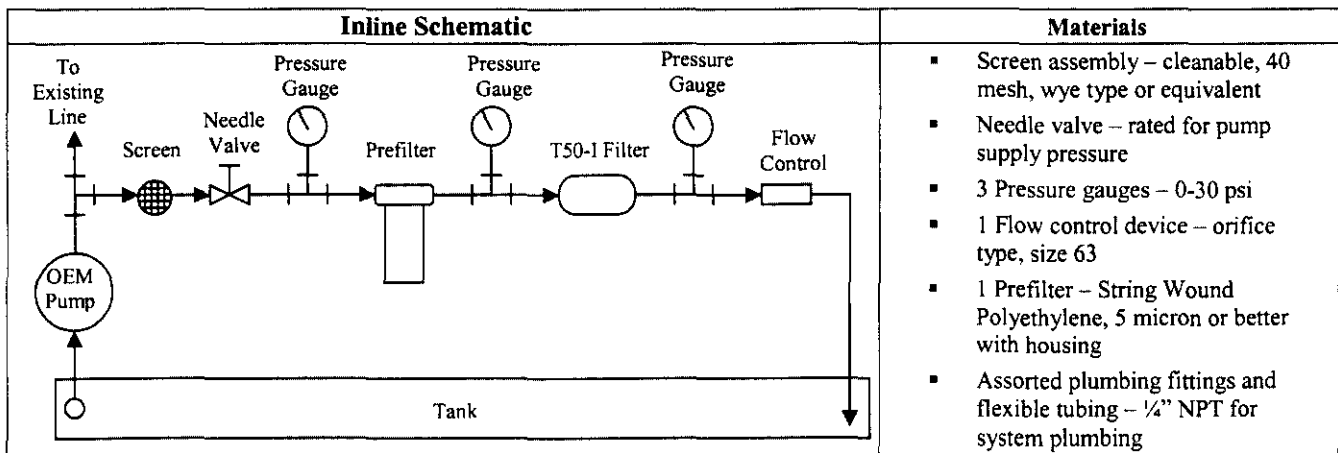 Inline Schematic
To
Existing
Line
Screen
Needle
Valve
Pressure
Gauge
Prefilter
Pressure
Gauge
T50-I Filter
Pressure
Gauge
Flow
Control
OEM
Pump
Tank
Materials
▪ Screen assembly – cleanable, 40
mesh, wye type or equivalent
▪ Needle valve – rated for pump
supply pressure
▪ 3 Pressure gauges – 0-30 psi
▪ 1 Flow control device – orifice
type, size 63
▪ 1 Prefilter – String Wound
Polyethylene, 5 micron or better
with housing
▪ Assorted plumbing fittings and
flexible tubing – ¼” NPT for
system plumbing